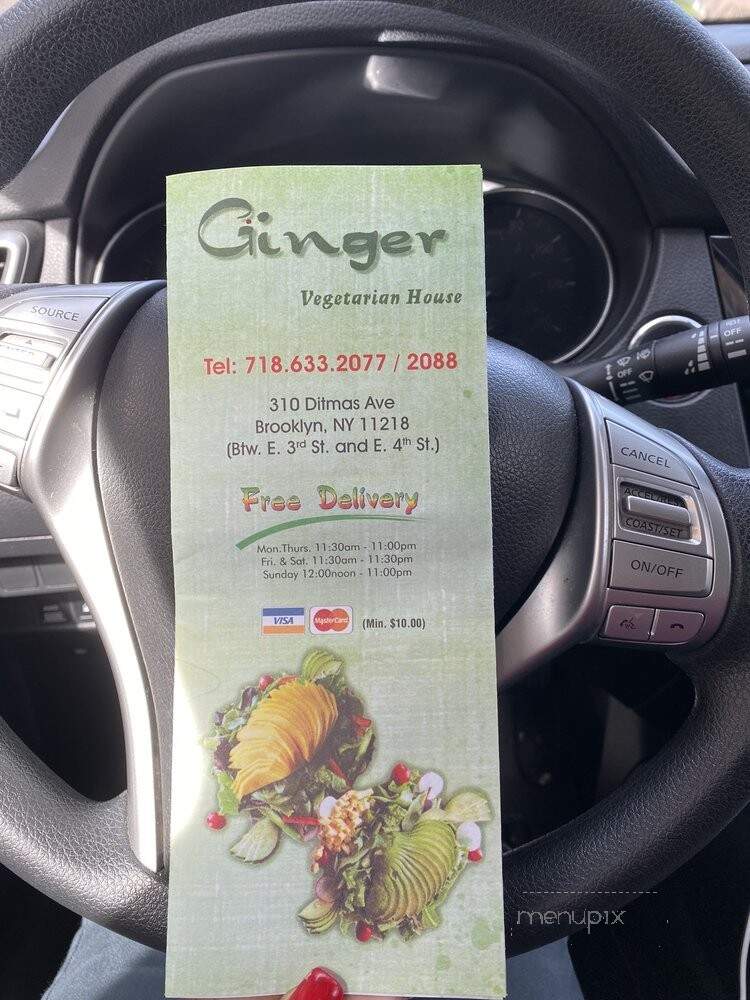 Ginger
Vegetarian House
Tel: 718.633.2077 / 2088
310 Ditmas Ave
Brooklyn, NY 11218
(Btw. E. 3rd St. and E. 4th St.)
Free Delivery
Mon.Thurs. 11:30am - 11:00pm
Fri. & Sat. 11:30am - 11:30pm
Sunday 12:00noon - 11:00pm
VISA MasterCard (Min. $10.00)
SOURCE
CANCEL
ACCEL/RES
COAST/SET
ON/OFF
OFF
OFF
menupix